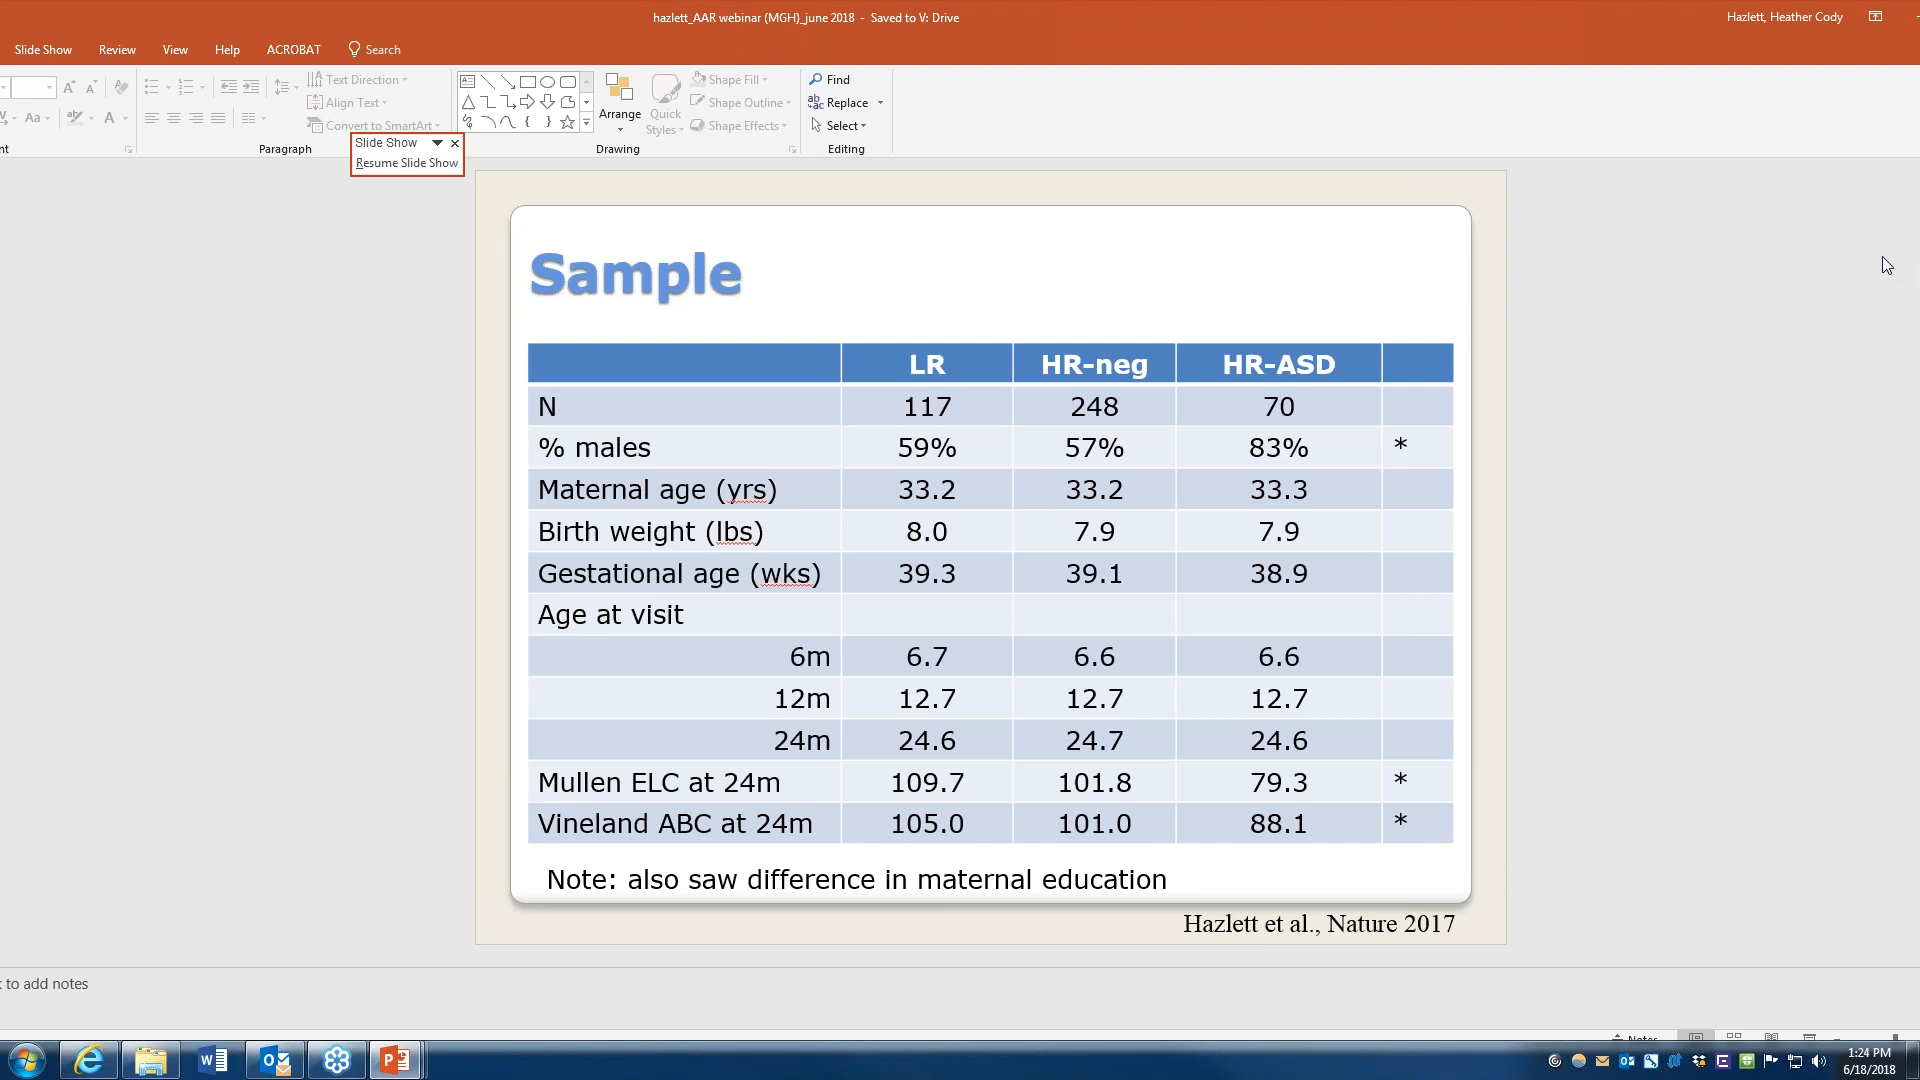 hazlett_AAR webinar (MGH)_june 2018 - Saved to V: Drive
Hazlett, Heather Cody
Slide Show Review View Help ACROBAT Search
Text Direction
Align Text
Convert to SmartArt
Aa
A
Paragraph
Arrange
Quick Styles
Shape Fill
Shape Outline
Shape Effects
Drawing
Find
Replace
Select
Editing
Slide Show
Resume Slide Show
Sample
LR HR-neg HR-ASD
N 117 248 70
% males 59% 57% 83% *
Maternal age (yrs) 33.2 33.2 33.3
Birth weight (lbs) 8.0 7.9 7.9
Gestational age (wks) 39.3 39.1 38.9
Age at visit
6m 6.7 6.6 6.6
12m 12.7 12.7 12.7
24m 24.6 24.7 24.6
Mullen ELC at 24m 109.7 101.8 79.3 *
Vineland ABC at 24m 105.0 101.0 88.1 *
Note: also saw difference in maternal education
Hazlett et al., Nature 2017
to add notes
1:24 PM
6/18/2018